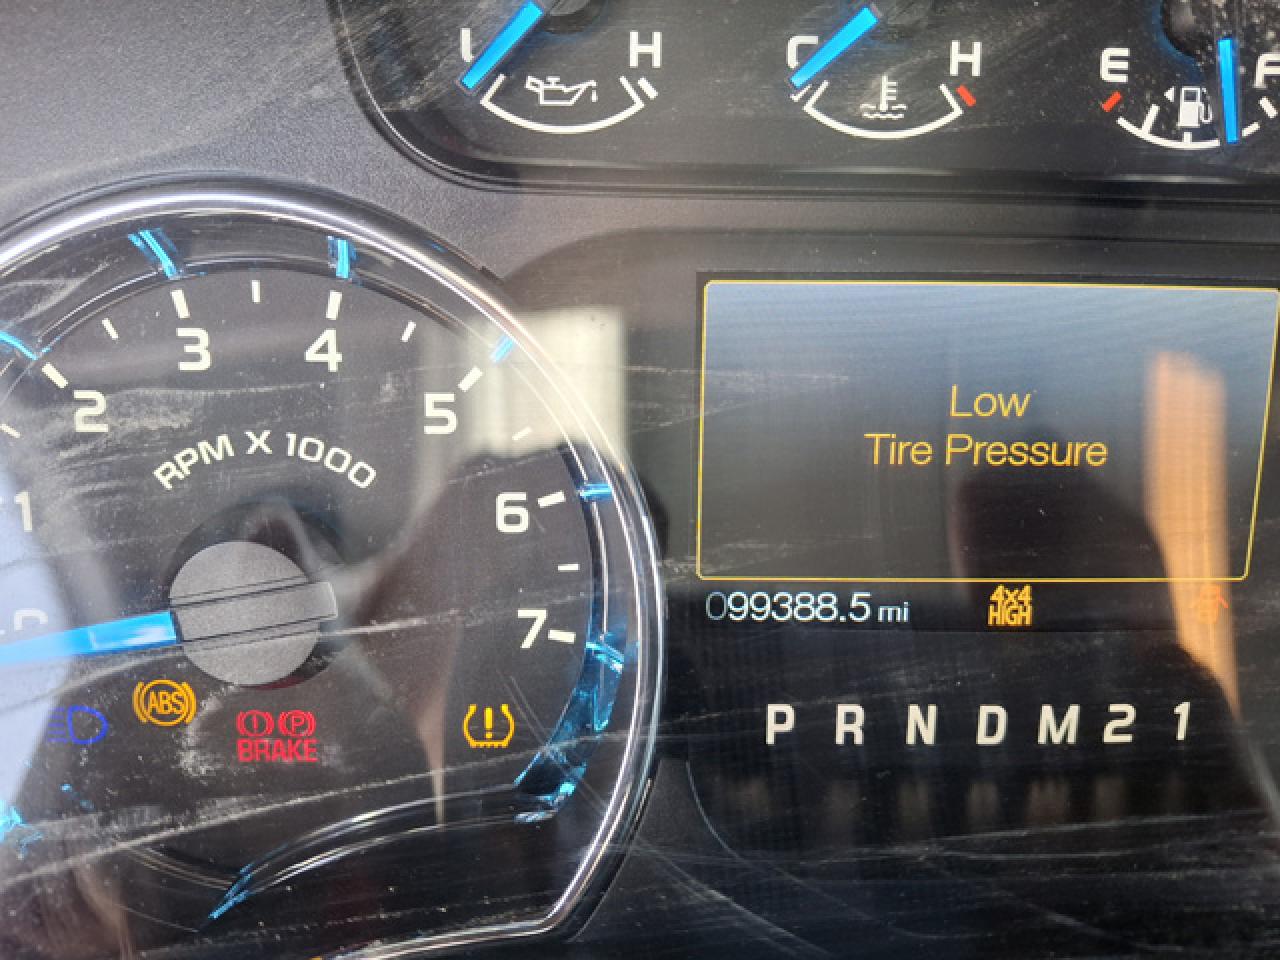 L H
C H
E F
1 2 3 4 5 6 7
RPM X 1000
Low
Tire Pressure
099388.5 mi
4x4
HIGH
ABS
! P
BRAKE
!
P R N D M 2 1